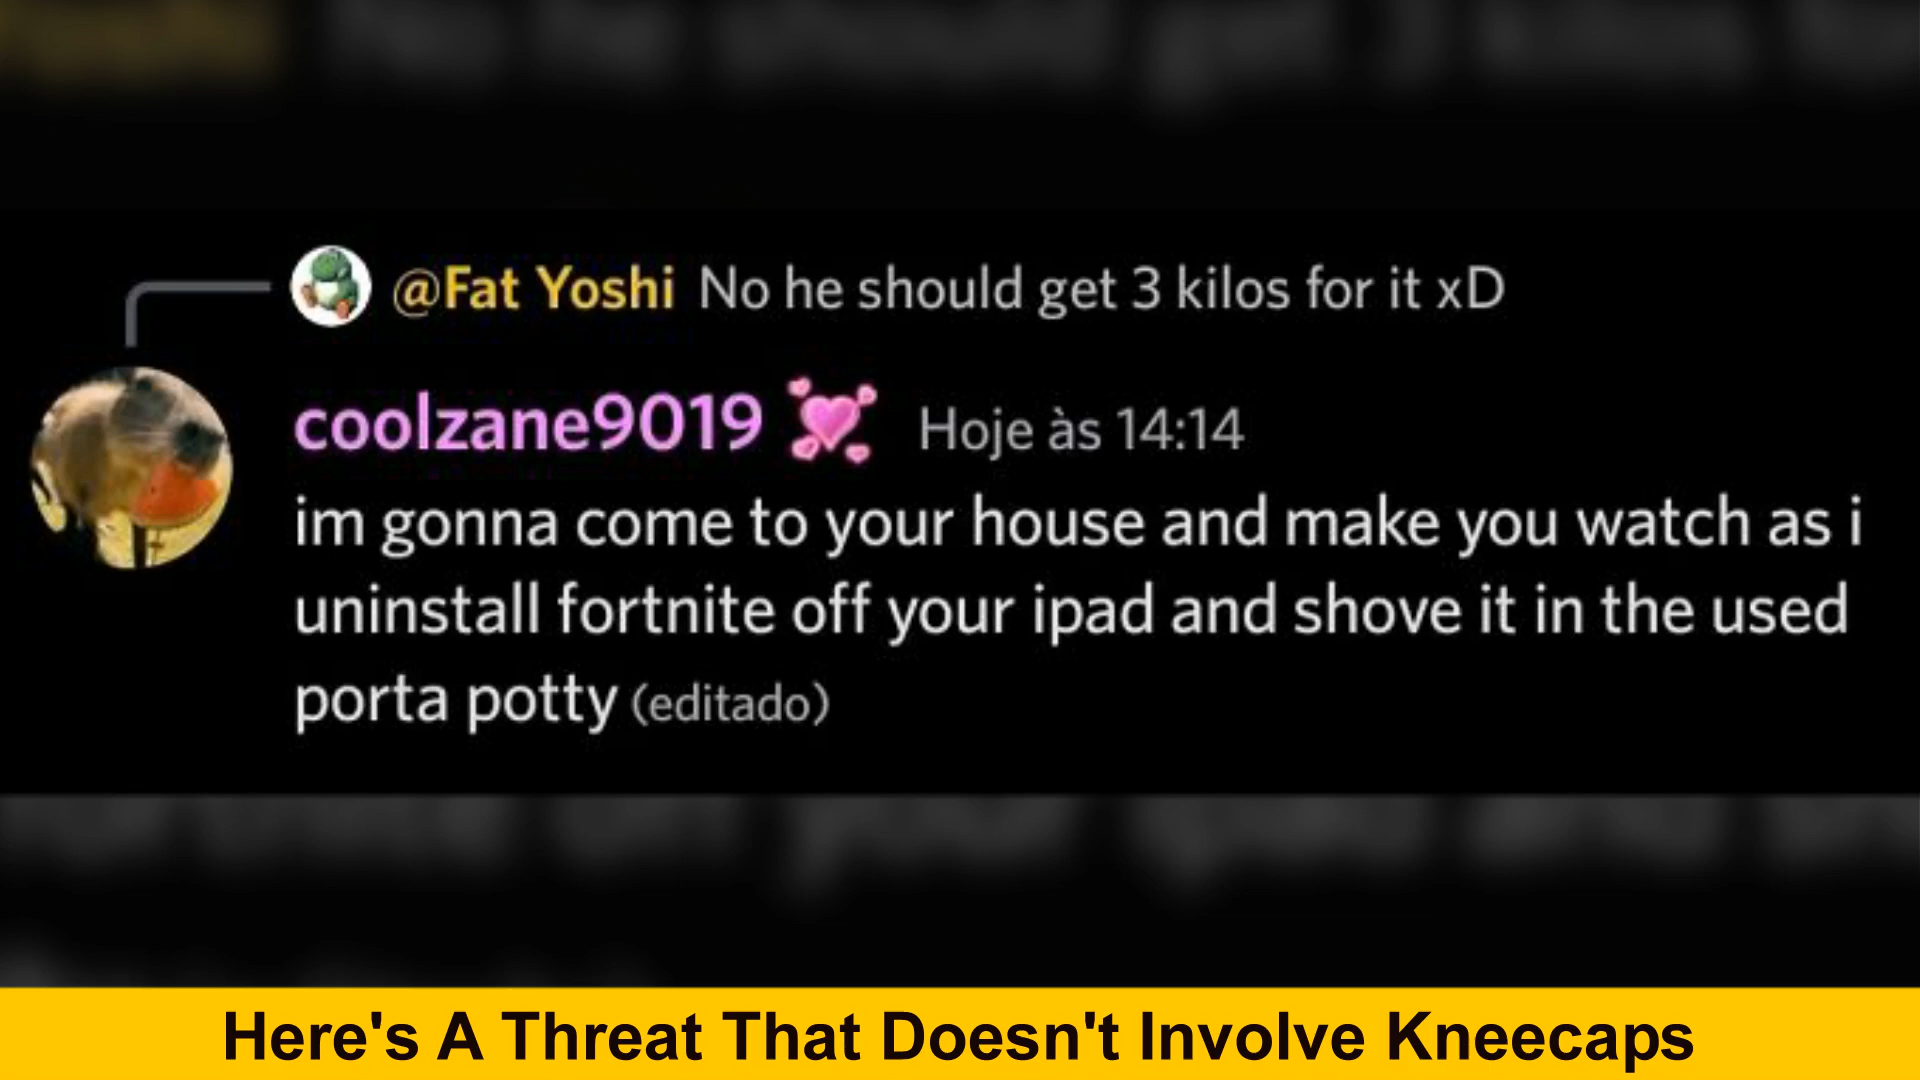 @Fat Yoshi No he should get 3 kilos for it xD
coolzane9019 💞 Hoje às 14:14
im gonna come to your house and make you watch as i
uninstall fortnite off your ipad and shove it in the used
porta potty (editado)
Here's A Threat That Doesn't Involve Kneecaps